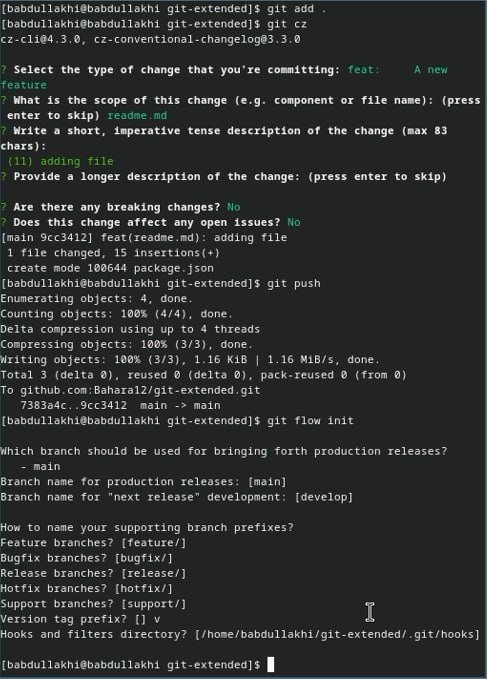 [babdullakhi@babdullakhi git-extended]$ git add .
[babdullakhi@babdullakhi git-extended]$ git cz
cz-cli@4.3.0, cz-conventional-changelog@3.3.0
? Select the type of change that you're committing: feat:     A new
feature
? What is the scope of this change (e.g. component or file name): (press
 enter to skip) readme.md
? Write a short, imperative tense description of the change (max 83
chars):
 (11) adding file
? Provide a longer description of the change: (press enter to skip)
? Are there any breaking changes? No
? Does this change affect any open issues? No
[main 9cc3412] feat(readme.md): adding file
 1 file changed, 15 insertions(+)
 create mode 100644 package.json
[babdullakhi@babdullakhi git-extended]$ git push
Enumerating objects: 4, done.
Counting objects: 100% (4/4), done.
Delta compression using up to 4 threads
Compressing objects: 100% (3/3), done.
Writing objects: 100% (3/3), 1.16 KiB | 1.16 MiB/s, done.
Total 3 (delta 0), reused 0 (delta 0), pack-reused 0 (from 0)
To github.com:Bahara12/git-extended.git
   7383a4c..9cc3412  main -> main
[babdullakhi@babdullakhi git-extended]$ git flow init
Which branch should be used for bringing forth production releases?
   - main
Branch name for production releases: [main]
Branch name for "next release" development: [develop]
How to name your supporting branch prefixes?
Feature branches? [feature/]
Bugfix branches? [bugfix/]
Release branches? [release/]
Hotfix branches? [hotfix/]
Support branches? [support/]
Version tag prefix? [] v
Hooks and filters directory? [/home/babdullakhi/git-extended/.git/hooks]
[babdullakhi@babdullakhi git-extended]$